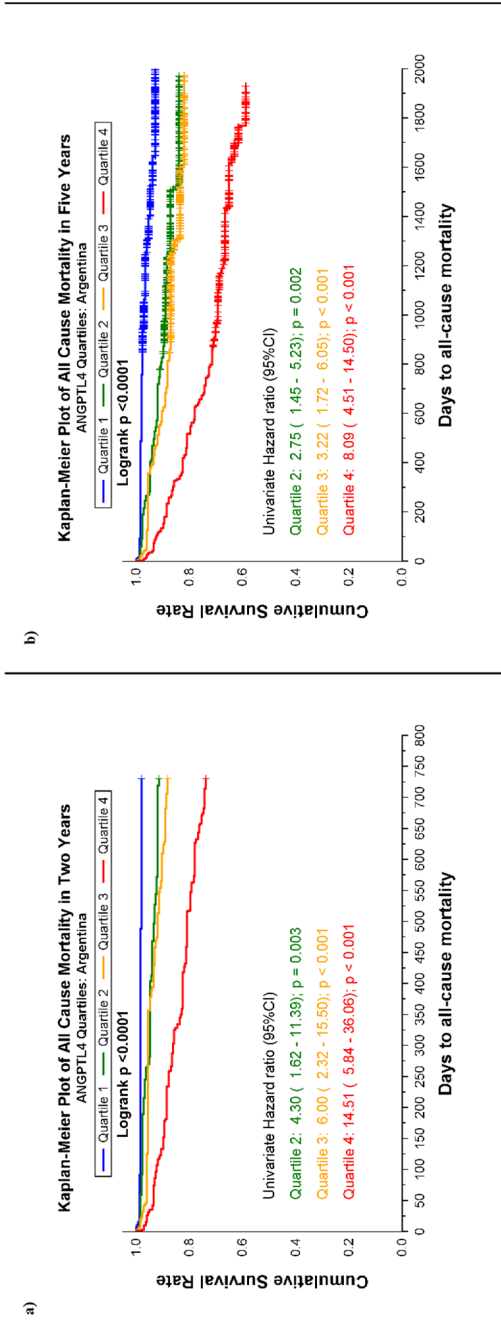 a)
Kaplan-Meier Plot of All Cause Mortality in Two Years
ANGPTL4 Quartiles: Argentina
Quartile 1 Quartile 2 Quartile 3 Quartile 4
Logrank p <0.0001
Cumulative Survival Rate
1.0
0.8
0.6
0.4
0.2
0.0
Univariate Hazard ratio (95%CI)
Quartile 2: 4.30 ( 1.62 - 11.39); p = 0.003
Quartile 3: 6.00 ( 2.32 - 15.50); p < 0.001
Quartile 4: 14.51 ( 5.84 - 36.06); p < 0.001
0 50 100 150 200 250 300 350 400 450 500 550 600 650 700 750 800
Days to all-cause mortality
b)
Kaplan-Meier Plot of All Cause Mortality in Five Years
ANGPTL4 Quartiles: Argentina
Quartile 1 Quartile 2 Quartile 3 Quartile 4
Logrank p <0.0001
Cumulative Survival Rate
1.0
0.8
0.6
0.4
0.2
0.0
Univariate Hazard ratio (95%CI)
Quartile 2: 2.75 ( 1.45 - 5.23); p = 0.002
Quartile 3: 3.22 ( 1.72 - 6.05); p < 0.001
Quartile 4: 8.09 ( 4.51 - 14.50); p < 0.001
0 200 400 600 800 1000 1200 1400 1600 1800 2000
Days to all-cause mortality